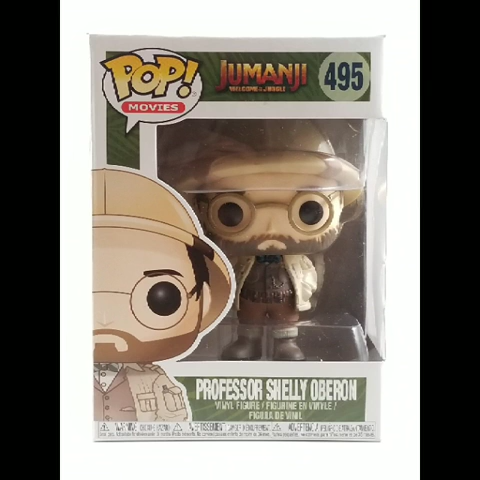 POP!
MOVIES
JUMANJI
WELCOME TO THE JUNGLE
495
PROFESSOR SHELLY OBERON
VINYL FIGURE / FIGURINE EN VINYLE /
FIGURA DE VINIL
WARNING